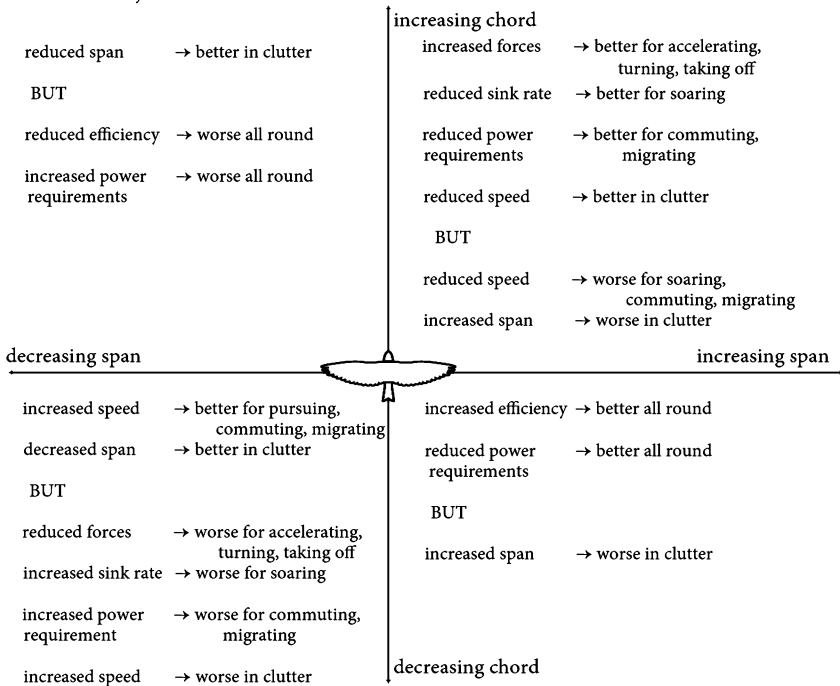 increasing chord
reduced span → better in clutter
BUT
reduced efficiency → worse all round
increased power → worse all round
requirements
increased forces → better for accelerating,
turning, taking off
reduced sink rate → better for soaring
reduced power → better for commuting,
requirements migrating
reduced speed → better in clutter
BUT
reduced speed → worse for soaring,
commuting, migrating
increased span → worse in clutter
decreasing span
increasing span
increased speed → better for pursuing,
commuting, migrating
decreased span → better in clutter
BUT
reduced forces → worse for accelerating,
turning, taking off
increased sink rate → worse for soaring
increased power → worse for commuting,
requirement migrating
increased speed → worse in clutter
increased efficiency → better all round
reduced power → better all round
requirements
BUT
increased span → worse in clutter
decreasing chord